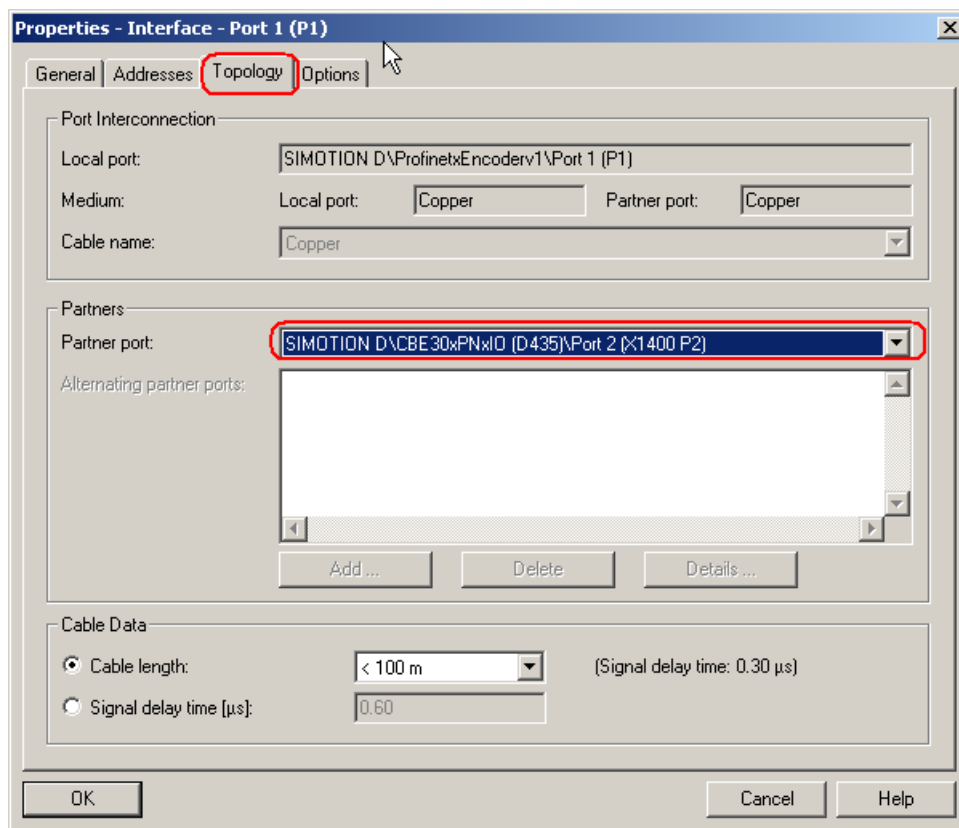 Properties - Interface - Port 1 (P1)
General Addresses Topology Options
Port Interconnection
Local port: SIMOTION D\ProfinetxEncoderv1\Port 1 (P1)
Medium: Local port: Copper Partner port: Copper
Cable name: Copper
Partners
Partner port: SIMOTION D\CBE30xPNxIO (D435)\Port 2 (X1400 P2)
Alternating partner ports:
Add ... Delete Details ...
Cable Data
Cable length: < 100 m (Signal delay time: 0.30 µs)
Signal delay time [µs]: 0.60
OK Cancel Help